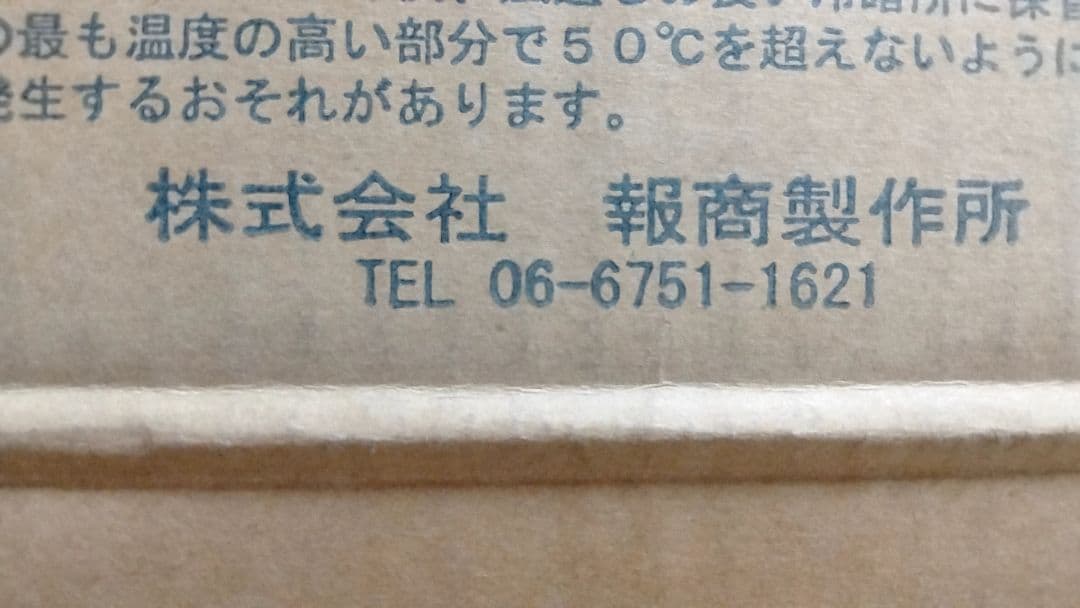 の最も温度の高い部分で５０℃を超えないように
発生するおそれがあります。
株式会社　報商製作所
TEL 06-6751-1621